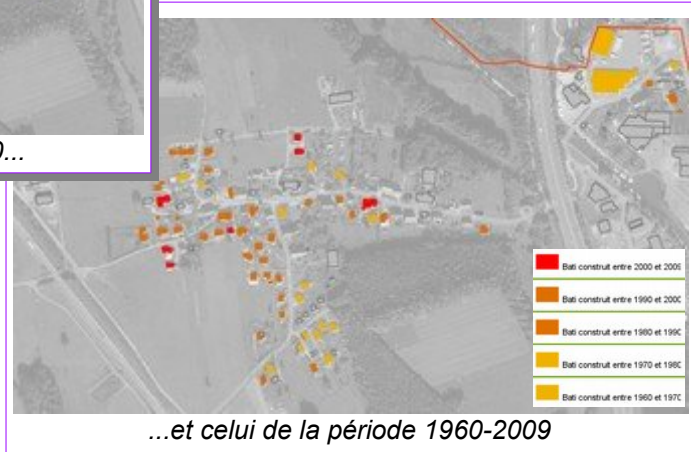 0...
Bati construit entre 2000 et 2009
Bati construit entre 1990 et 2000
Bati construit entre 1980 et 1990
Bati construit entre 1970 et 1980
Bati construit entre 1960 et 1970
...et celui de la période 1960-2009